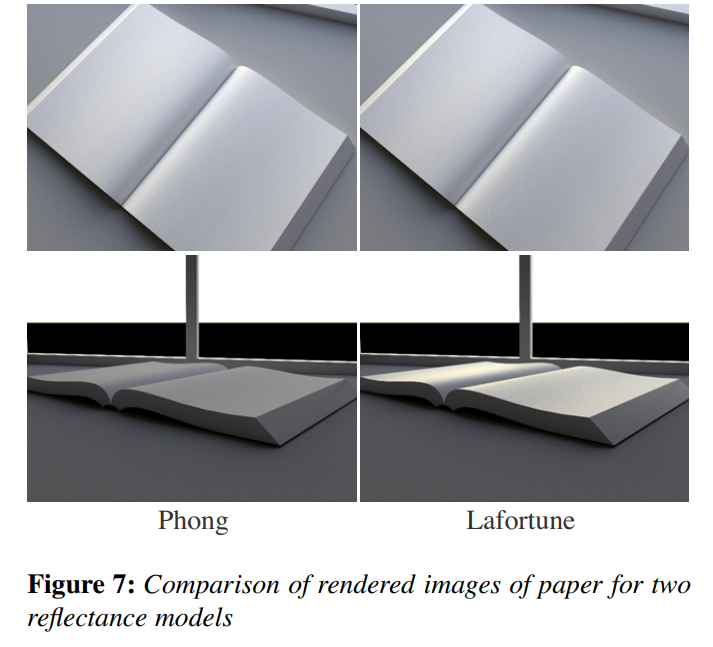 Phong
Lafortune
Figure 7: Comparison of rendered images of paper for two
reflectance models